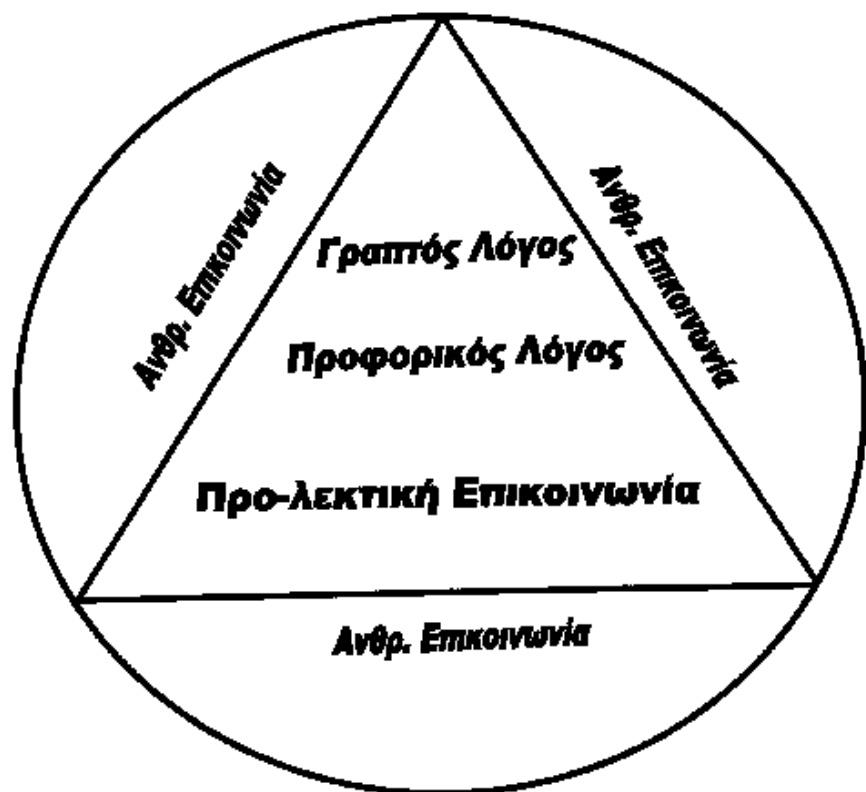 Ανθρ. Επικοινωνία
Ανθρ. Επικοινωνία
Γραπτός Λόγος
Προφορικός Λόγος
Προ-λεκτική Επικοινωνία
Ανθρ. Επικοινωνία